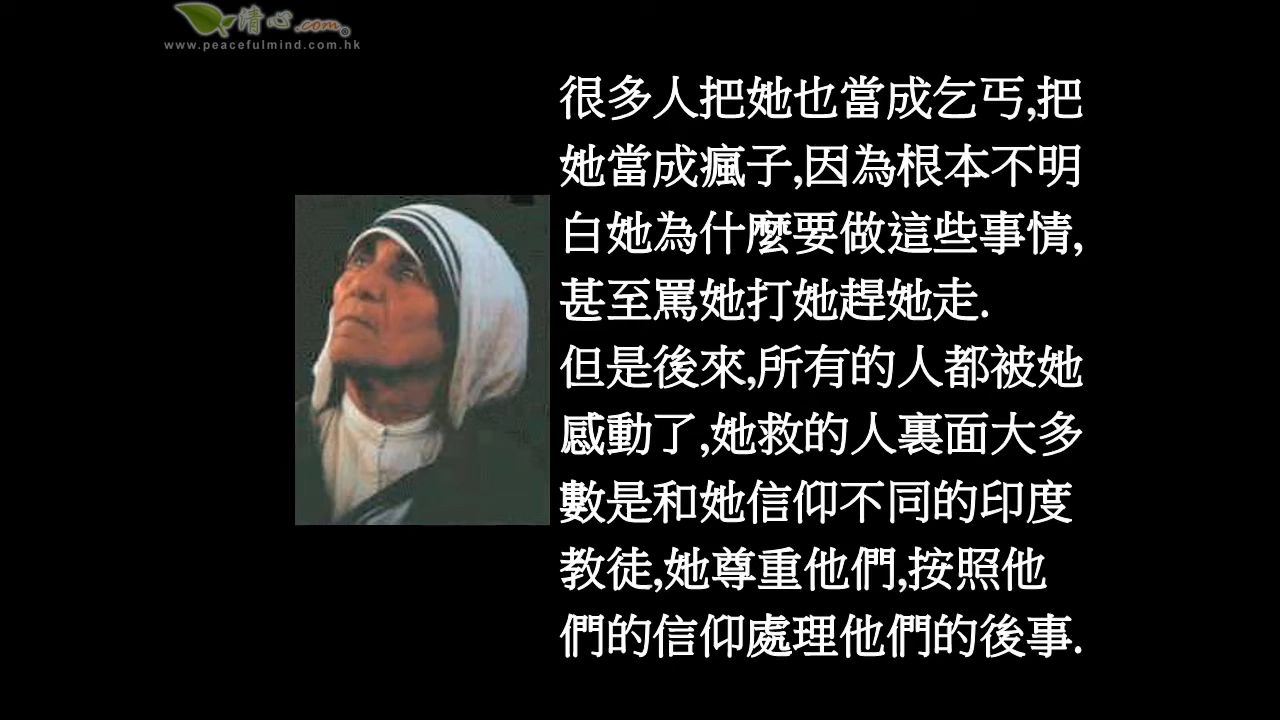 清心.com®
www.peacefulmind.com.hk
很多人把她也當成乞丐,把
她當成瘋子,因為根本不明
白她為什麼要做這些事情,
甚至罵她打她趕她走.
但是後來,所有的人都被她
感動了,她救的人裏面大多
數是和她信仰不同的印度
教徒,她尊重他們,按照他
們的信仰處理他們的後事.